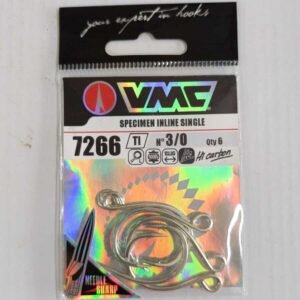 your expert in hooks
VMC
SPECIMEN INLINE SINGLE
7266 TI N° 3/0 Qty 6
Hi carbon
NEEDLE
SHARP